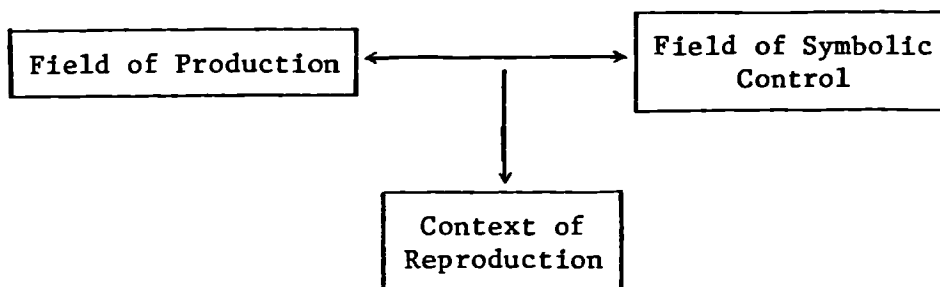 Field of Production
Field of Symbolic
Control
Context of
Reproduction